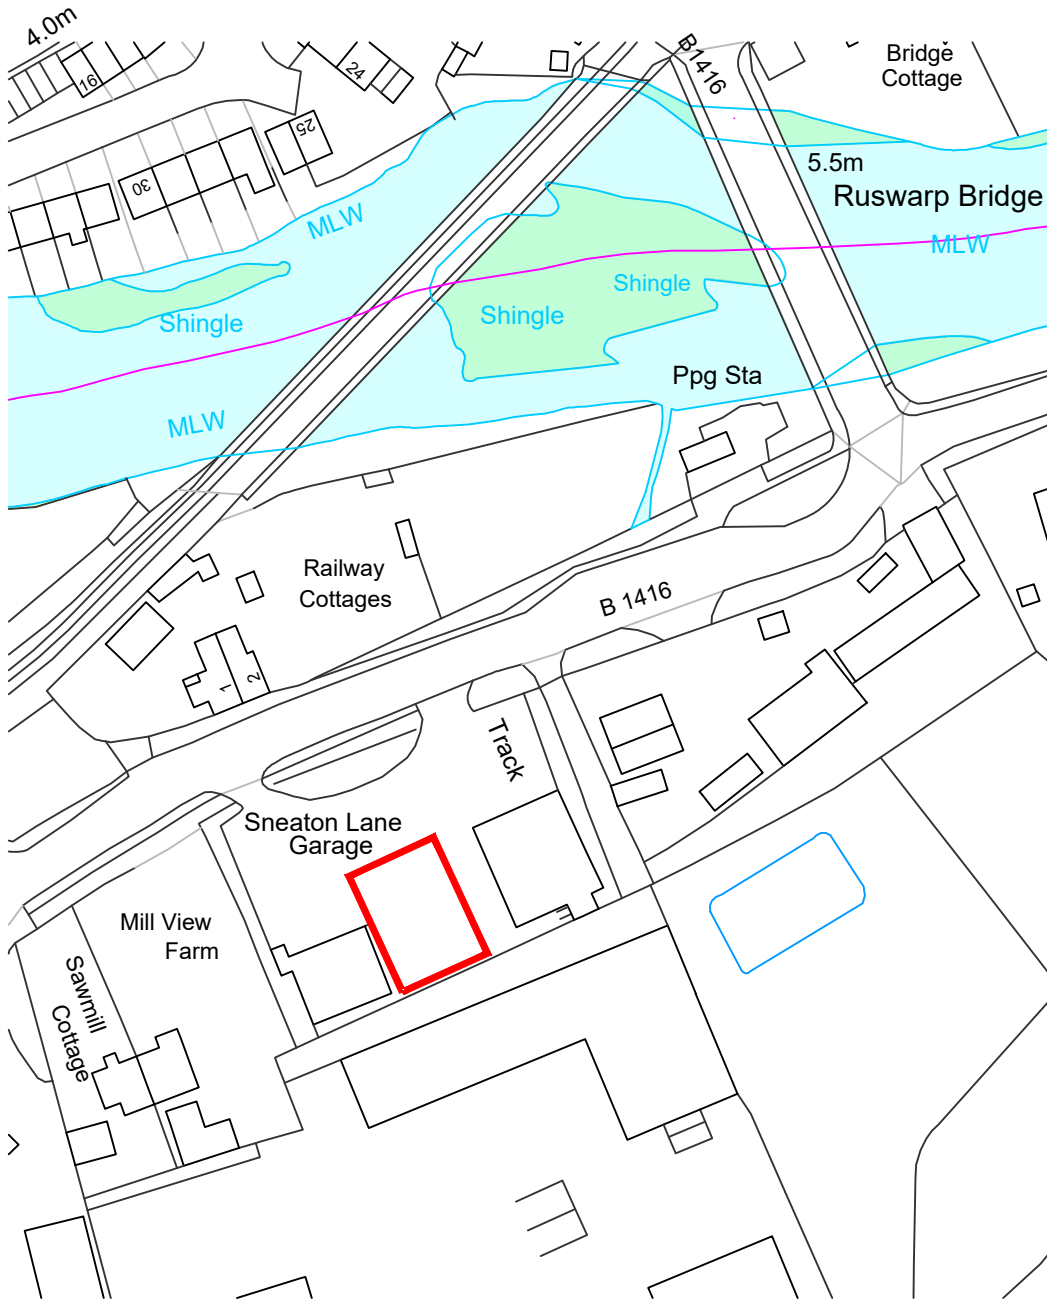 4.0m
B1416
Bridge
Cottage
16
24
25
30
5.5m
Ruswarp Bridge
MLW
MLW
Shingle
Shingle
Shingle
Ppg Sta
MLW
Railway
Cottages
B 1416
1
2
Track
Sneaton Lane
Garage
Mill View
Farm
Sawmill
Cottage